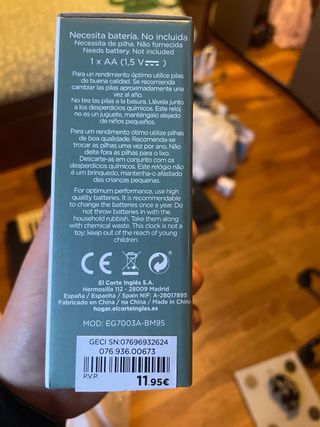 Necesita batería. No incluida
Necessita de pilha. Não fornecida
Needs battery. Not included
1 x AA (1,5 V ⎓)
Para un rendimiento óptimo utilice pilas
de buena calidad. Se recomienda
cambiar las pilas aproximadamente una
vez al año.
No tire las pilas a la basura. Llévela junto
a los desperdicios químicos. Este reloj
no es un juguete, manténgalo alejado
de niños pequeños.
Para um rendimento ótimo utilize pilhas
de boa qualidade. Recomenda-se
trocar as pilhas uma vez por ano. Não
deite fora as pilhas para o lixo.
Descarte-as em conjunto com os
desperdícios químicos. Este relógio não
é um brinquedo, mantenha-o afastado
das crianças pequenas.
For optimum performance, use high
quality batteries. It is recommendable
to change the batteries once a year. Do
not throw batteries in with the
household rubbish. Take them along
with chemical waste. This clock is not a
toy; keep out of the reach of young
children.
CE
El Corte Inglés S.A.
Hermosilla 112 - 28009 Madrid
España / Espanha / Spain NIF: A-28017895
Fabricado en China / na China / Made in China
hogar.elcorteingles.es
MOD: EG7003A-BM95
GECI SN:07696932624
076.936.00673
P.V.P. 11,95€